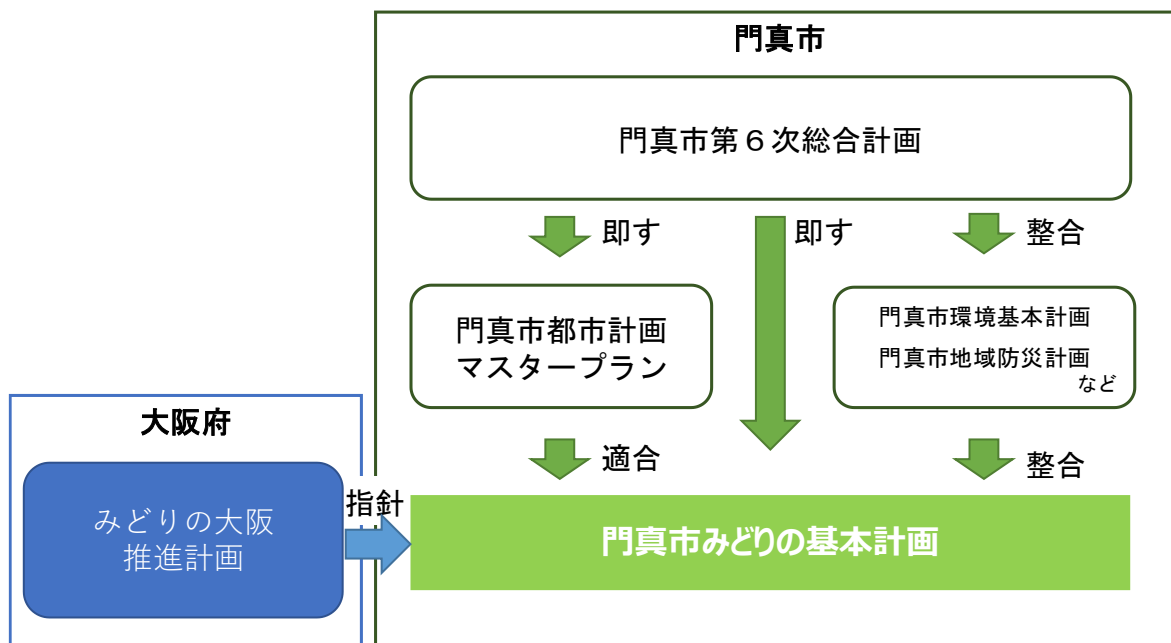 門真市
門真市第６次総合計画
即す
即す
整合
門真市都市計画
マスタープラン
門真市環境基本計画
門真市地域防災計画
など
大阪府
みどりの大阪
推進計画
指針
適合
整合
門真市みどりの基本計画